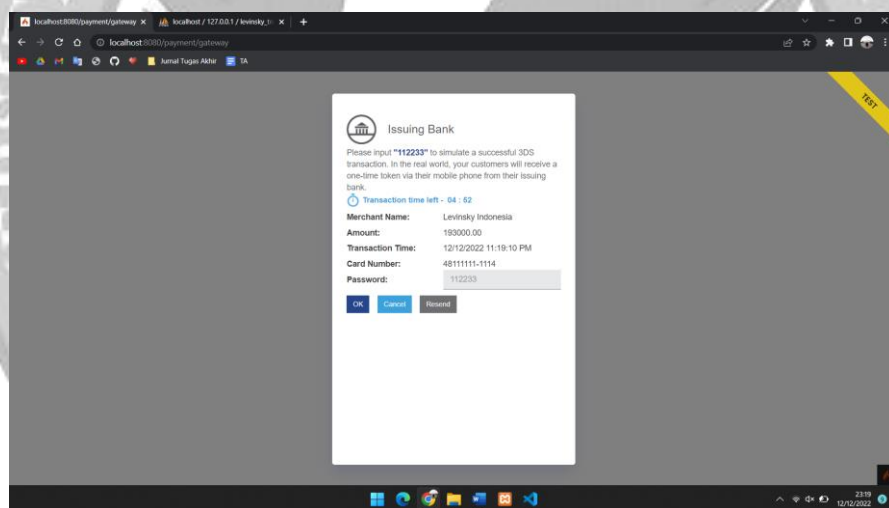 localhost:8080/payment/gateway
localhost / 127.0.0.1 / levinsky_t
localhost:8080/payment/gateway
Jurnal Tugas Akhir
TA
TEST
Issuing Bank
Please input "112233" to simulate a successful 3DS
transaction. In the real world, your customers will receive a
one-time token via their mobile phone from their issuing
bank.
Transaction time left - 04 : 52
Merchant Name: Levinsky Indonesia
Amount: 193000.00
Transaction Time: 12/12/2022 11:19:10 PM
Card Number: 48111111-1114
Password: 112233
OK Cancel Resend
23:19
12/12/2022